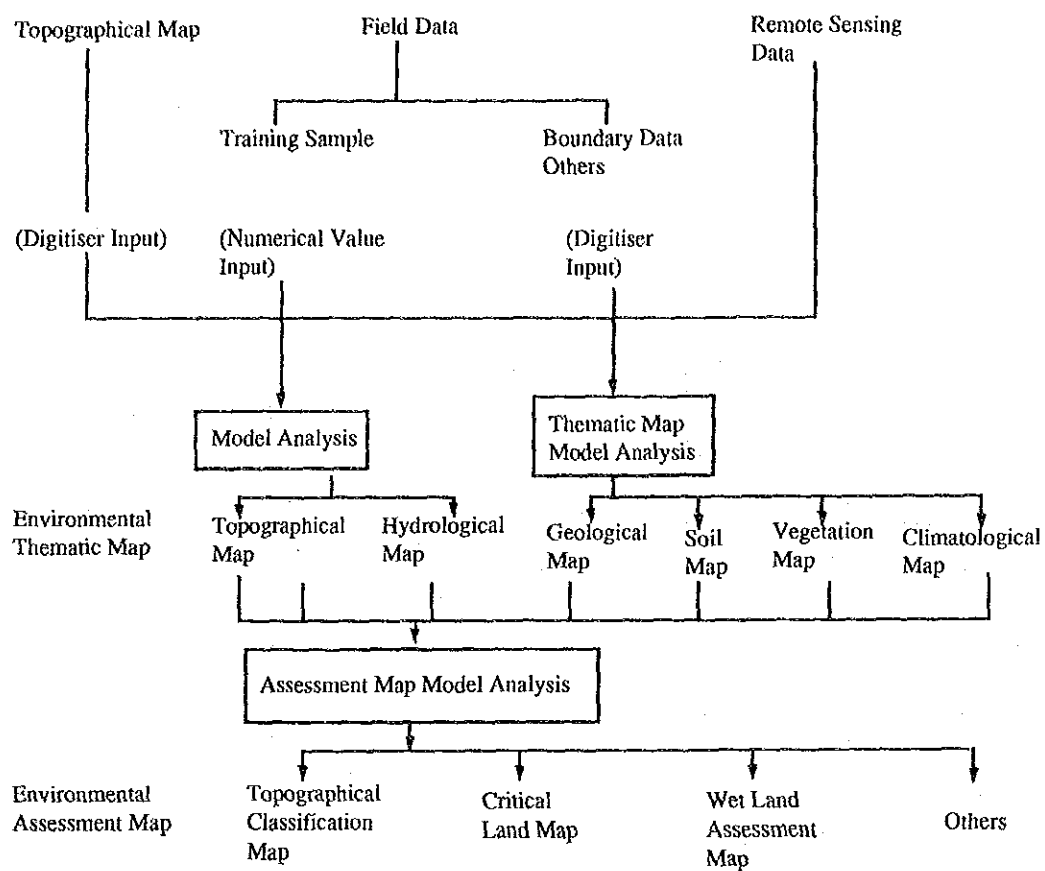 Topographical Map
Field Data
Remote Sensing
Data
Training Sample
Boundary Data
Others
(Digitiser Input)
(Numerical Value
Input)
(Digitiser
Input)
Model Analysis
Thematic Map
Model Analysis
Environmental
Thematic Map
Topographical
Map
Hydrological
Map
Geological
Map
Soil
Map
Vegetation
Map
Climatological
Map
Assessment Map Model Analysis
Environmental
Assessment Map
Topographical
Classification
Map
Critical
Land Map
Wet Land
Assessment
Map
Others